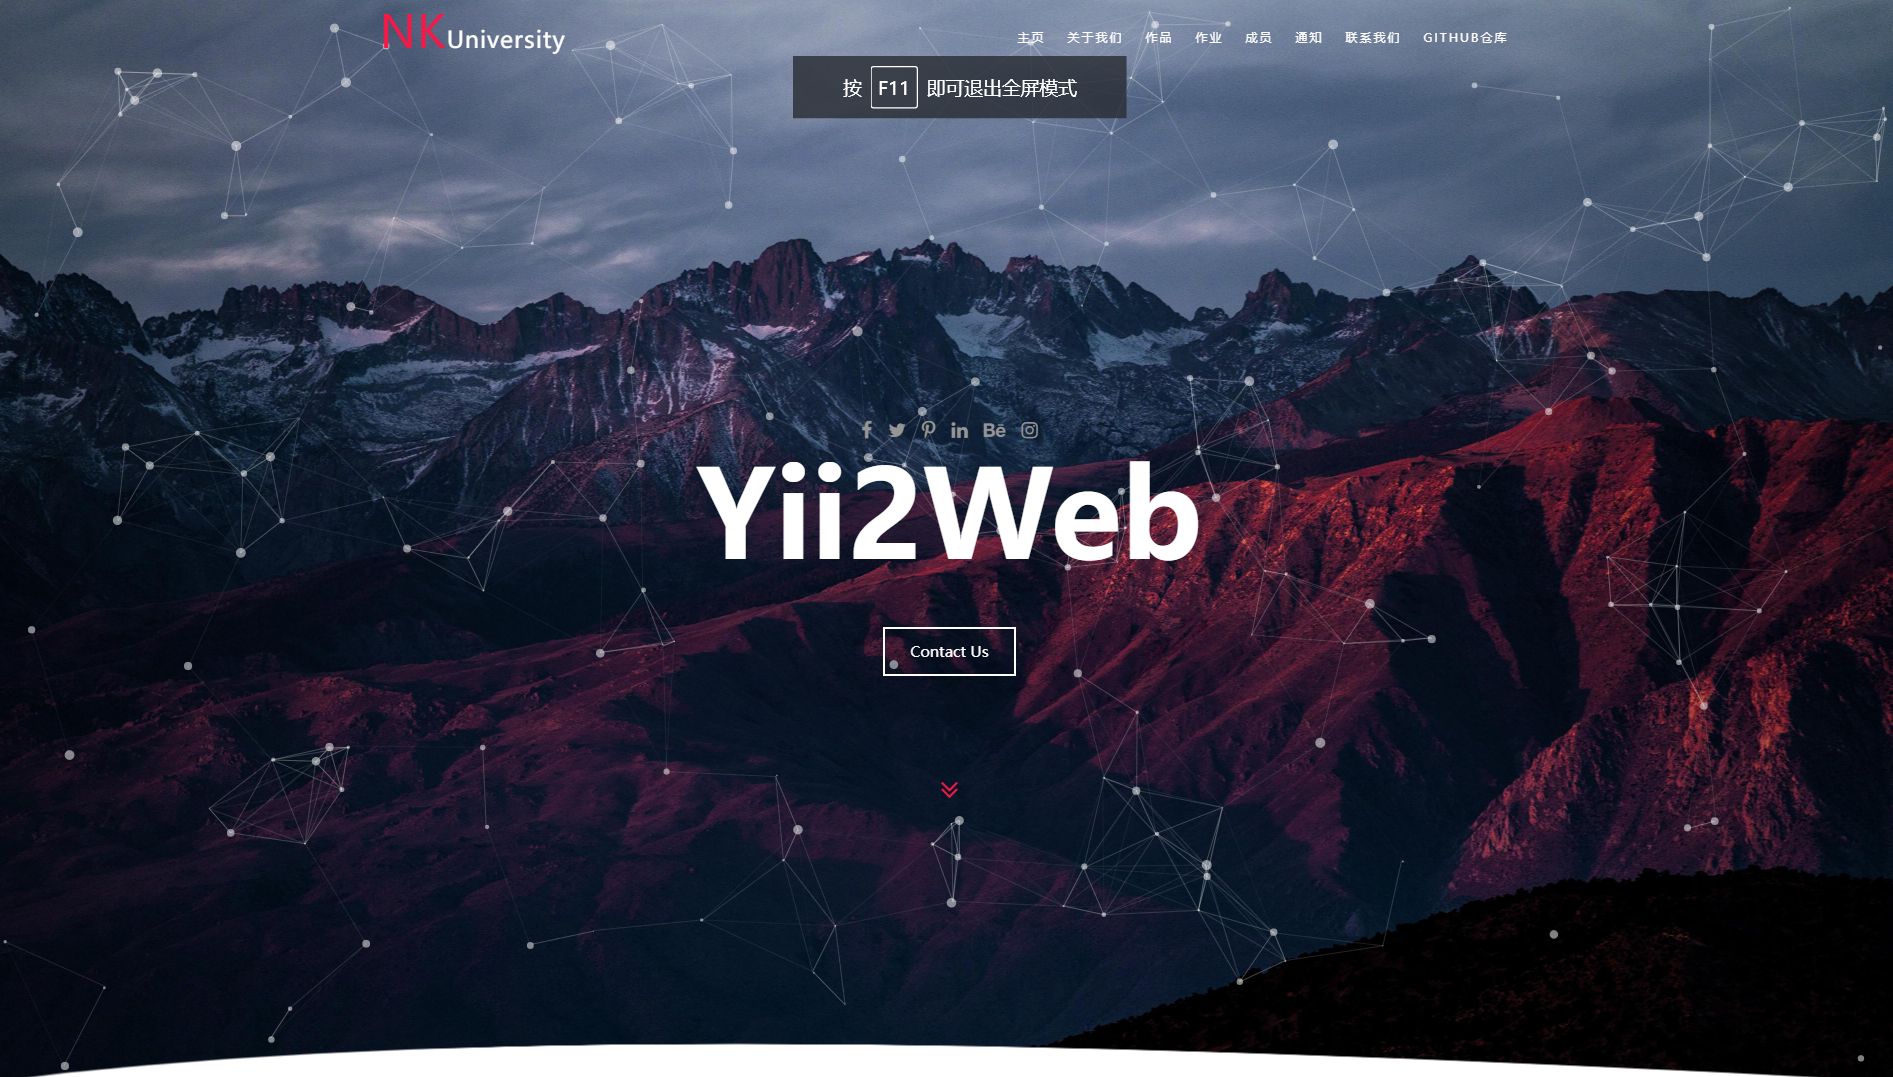 NKUniversity
主页 关于我们 作品 作业 成员 通知 联系我们 GITHUB仓库
按 F11 即可退出全屏模式
Bē
Yii2Web
Contact Us